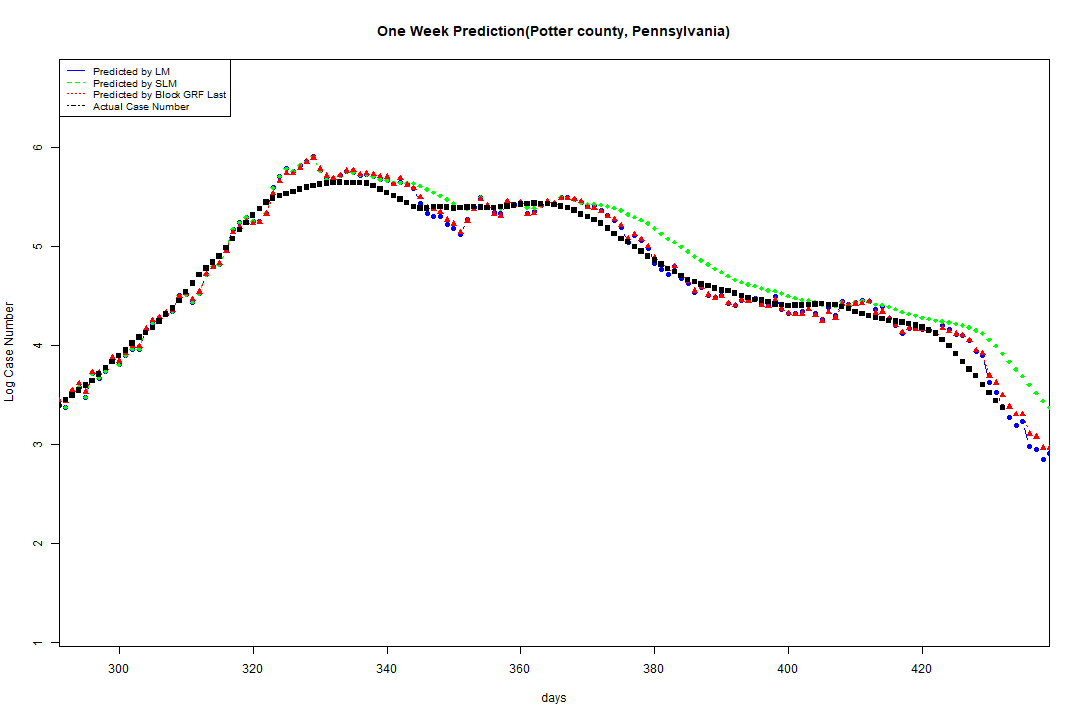 One Week Prediction(Potter county, Pennsylvania)
Predicted by LM
Predicted by SLM
Predicted by Block GRF Last
Actual Case Number
6
5
4
3
2
1
Log Case Number
300 320 340 360 380 400 420
days